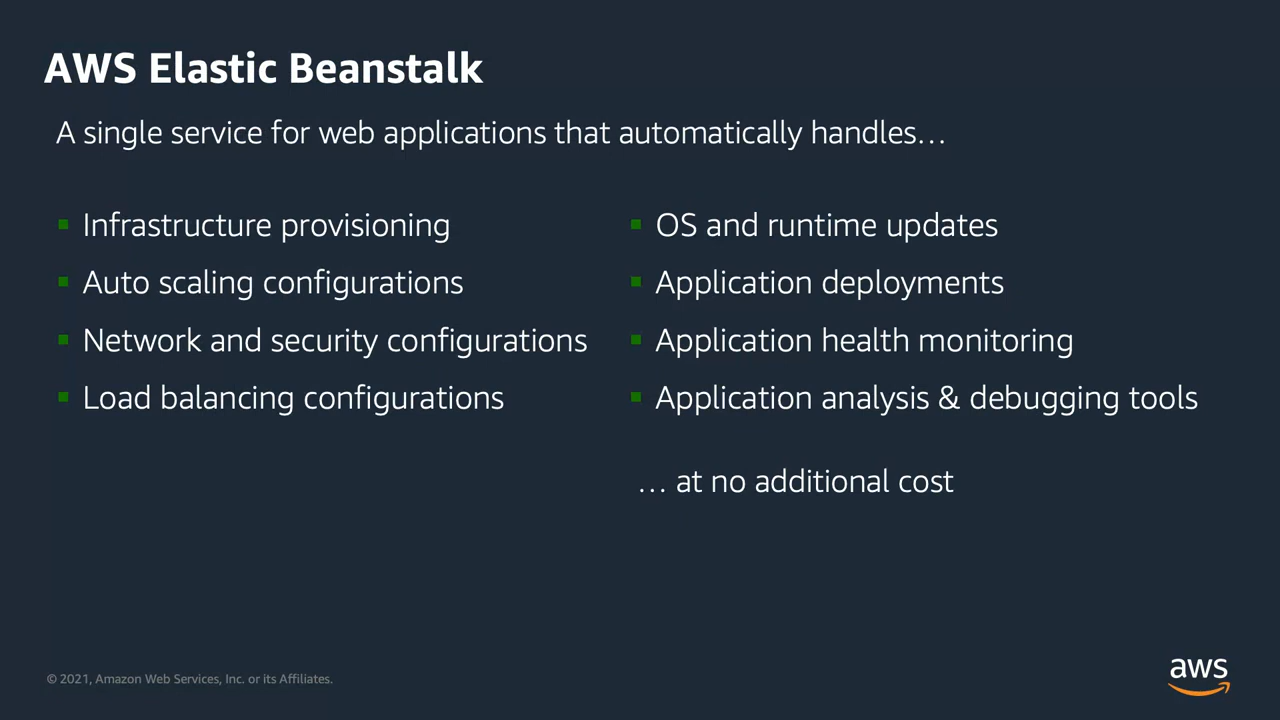 AWS Elastic Beanstalk
A single service for web applications that automatically handles…
Infrastructure provisioning
Auto scaling configurations
Network and security configurations
Load balancing configurations
OS and runtime updates
Application deployments
Application health monitoring
Application analysis & debugging tools
… at no additional cost
© 2021, Amazon Web Services, Inc. or its Affiliates.
aws